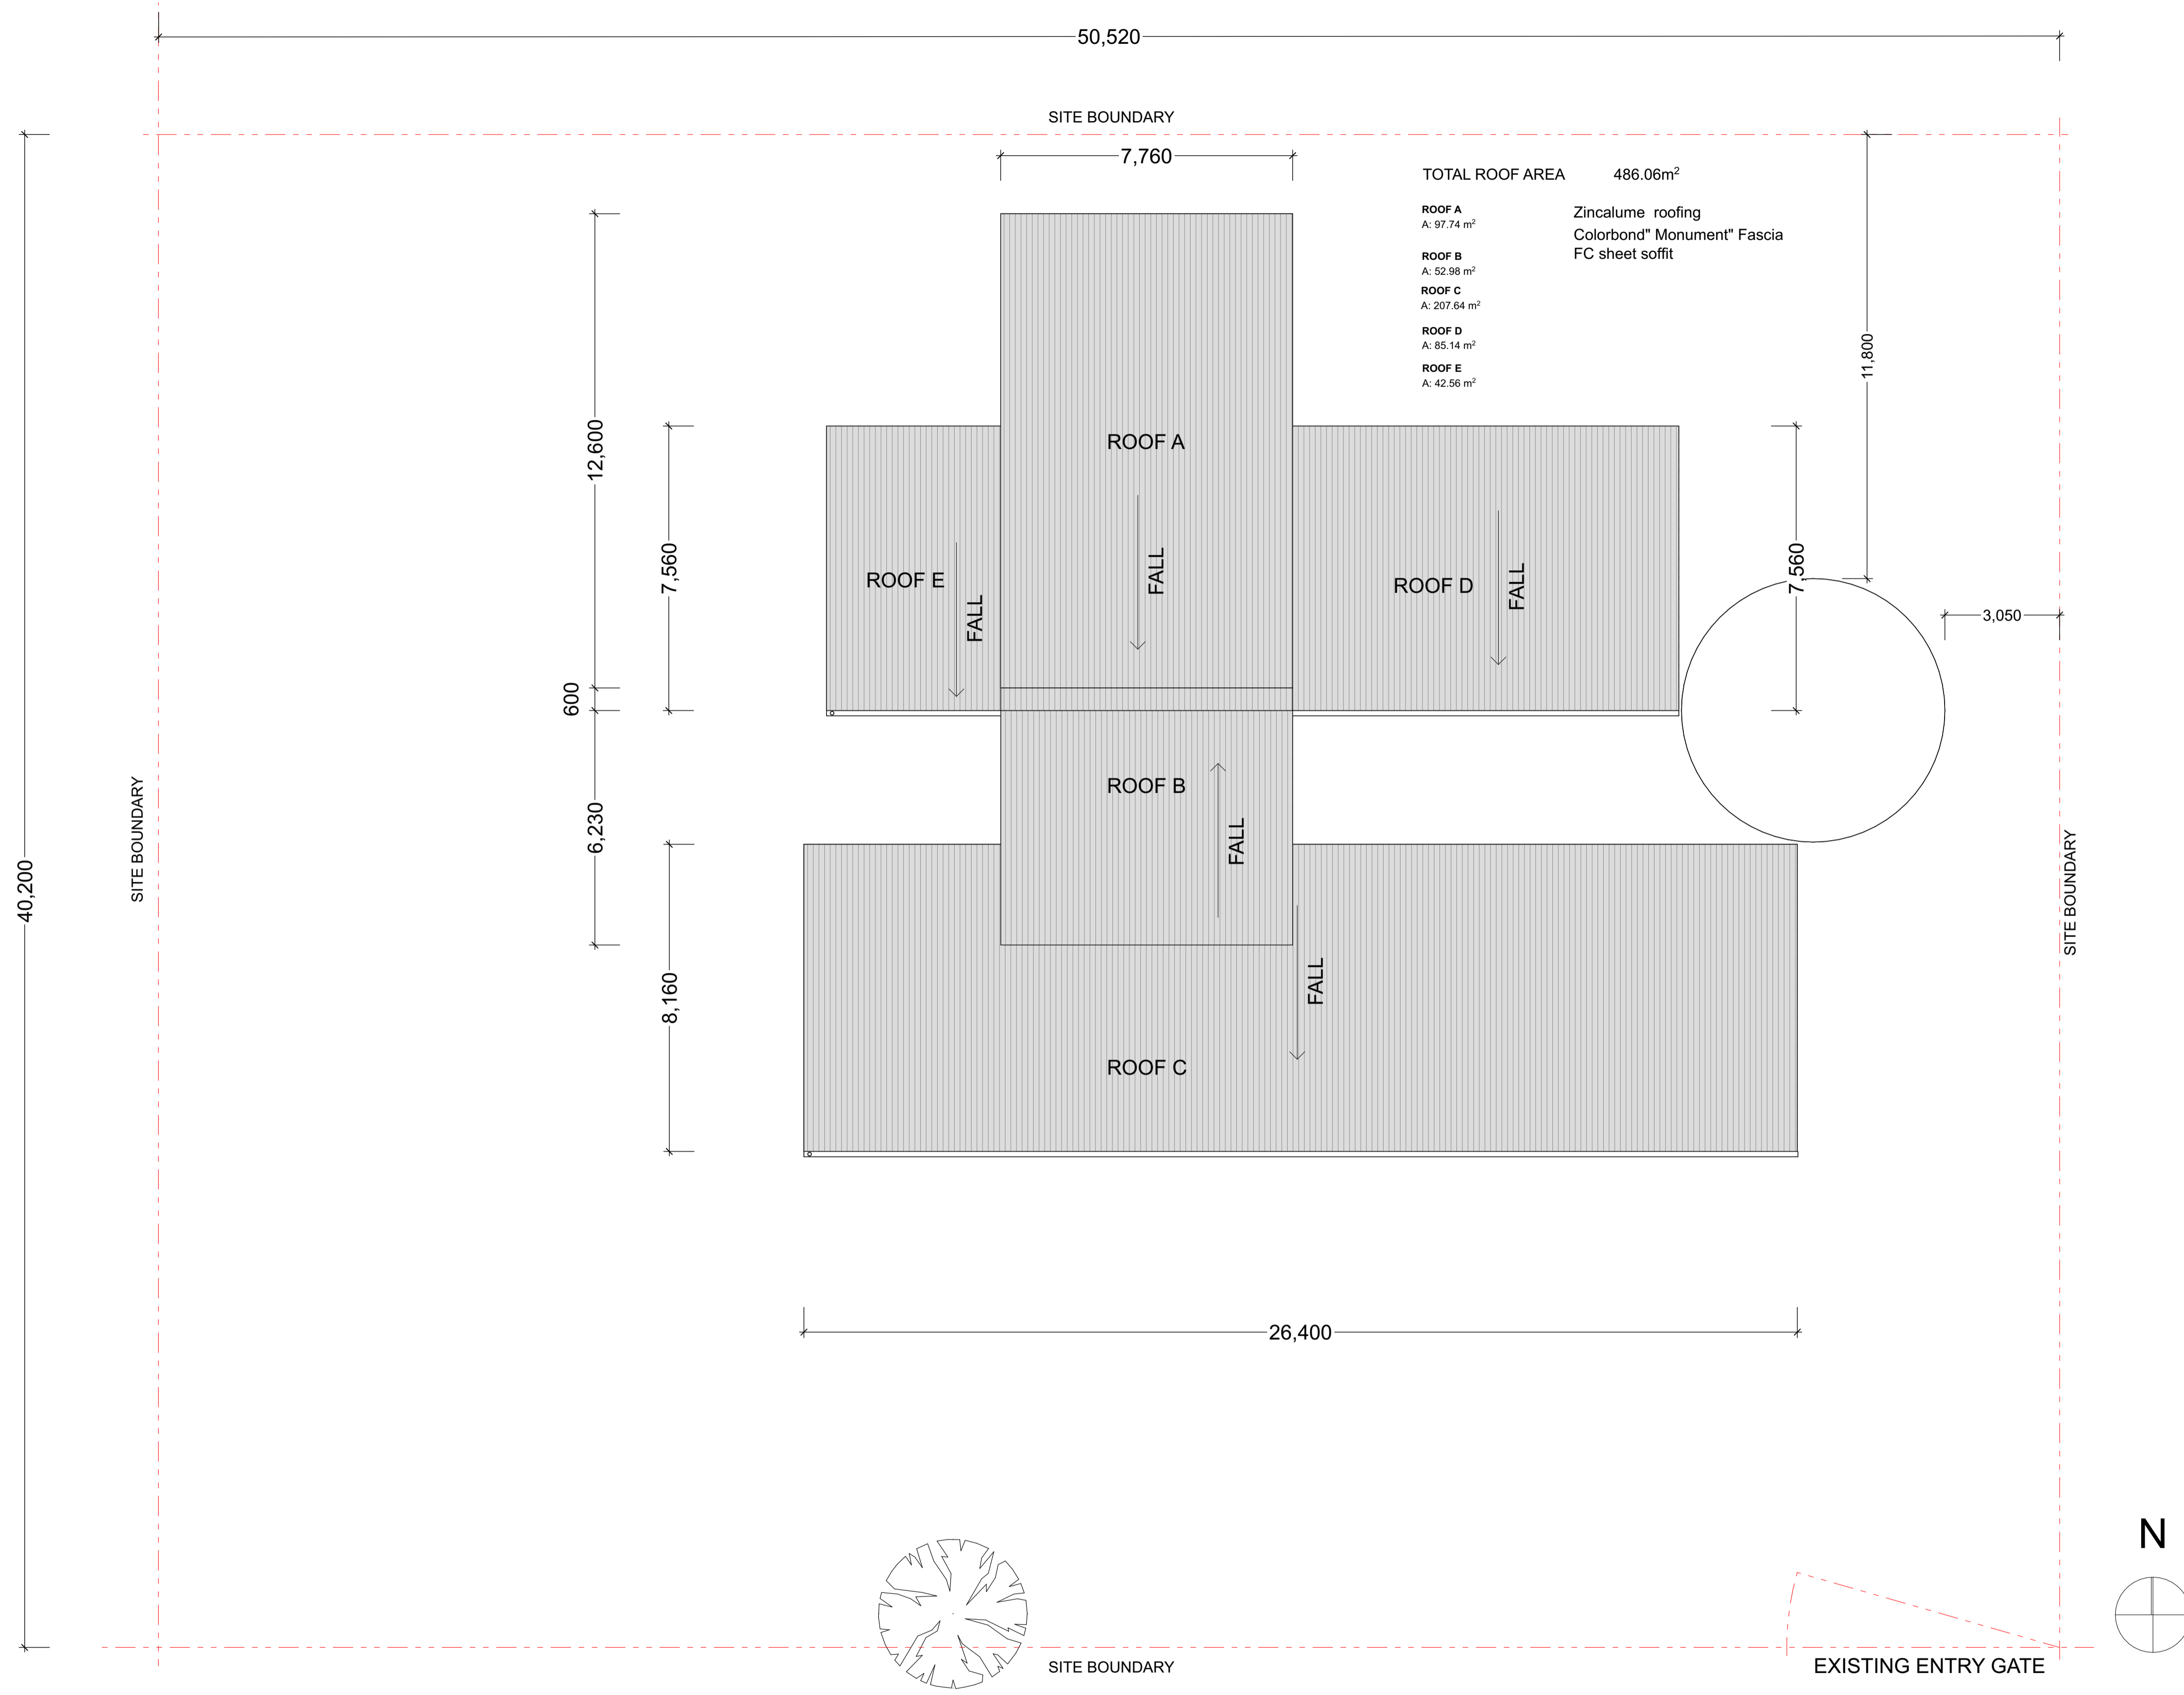 50,520
SITE BOUNDARY
7,760
TOTAL ROOF AREA 486.06m²
ROOF A
A: 97.74 m²
ROOF B
A: 52.98 m²
ROOF C
A: 207.64 m²
ROOF D
A: 85.14 m²
ROOF E
A: 42.56 m²
Zincalume roofing
Colorbond" Monument" Fascia
FC sheet soffit
11,800
12,600
7,560
ROOF A
FALL
ROOF E
FALL
ROOF D
FALL
7,560
3,050
600
6,230
ROOF B
FALL
SITE BOUNDARY
40,200
SITE BOUNDARY
8,160
FALL
ROOF C
26,400
N
SITE BOUNDARY
EXISTING ENTRY GATE